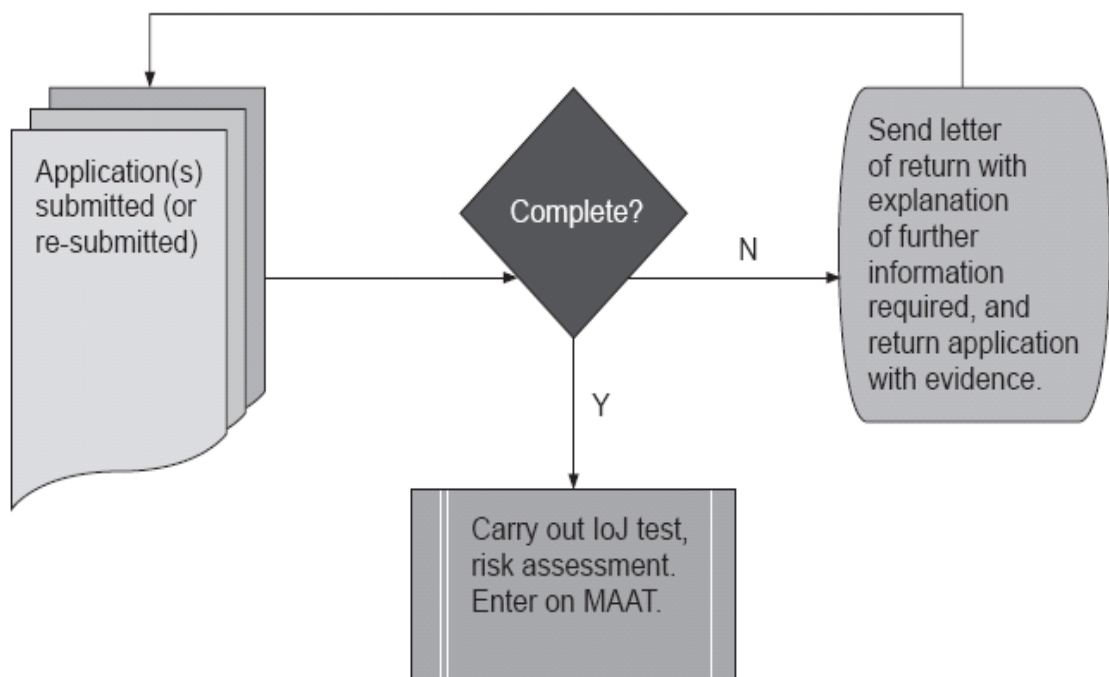 Application(s)
submitted (or
re-submitted)
Complete?
N
Send letter
of return with
explanation
of further
information
required, and
return application
with evidence.
Y
Carry out IoJ test,
risk assessment.
Enter on MAAT.